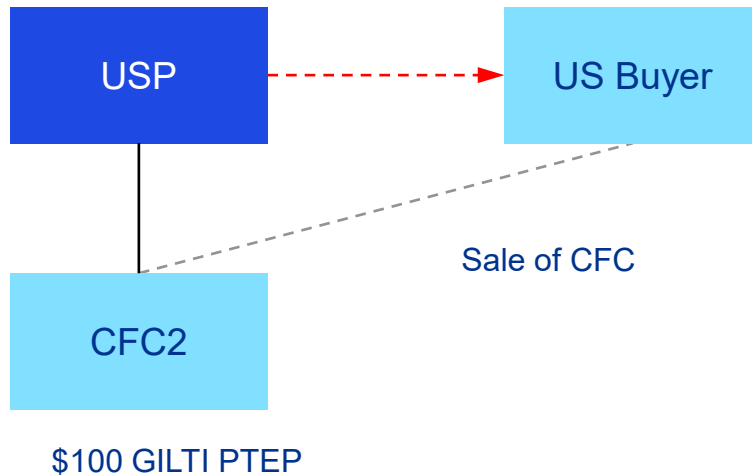 USP
US Buyer
Sale of CFC
CFC2
$100 GILTI PTEP